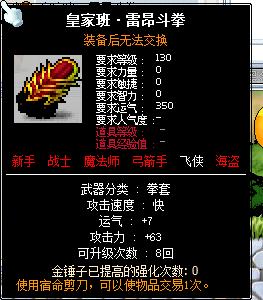 皇家班·雷昂斗拳
装备后无法交换
要求等级： 130
要求力量： 0
要求敏捷： 0
要求智力： 0
要求运气： 350
要求人气度： -
道具等级： -
道具经验值： -
新手 战士 魔法师 弓箭手 飞侠 海盗
武器分类 ： 拳套
攻击速度 ： 快
运气 ： +7
攻击力 ： +63
可升级次数 ： 8回
金锤子已提高的强化次数: 0
使用宿命剪刀，可以使物品交易1次。